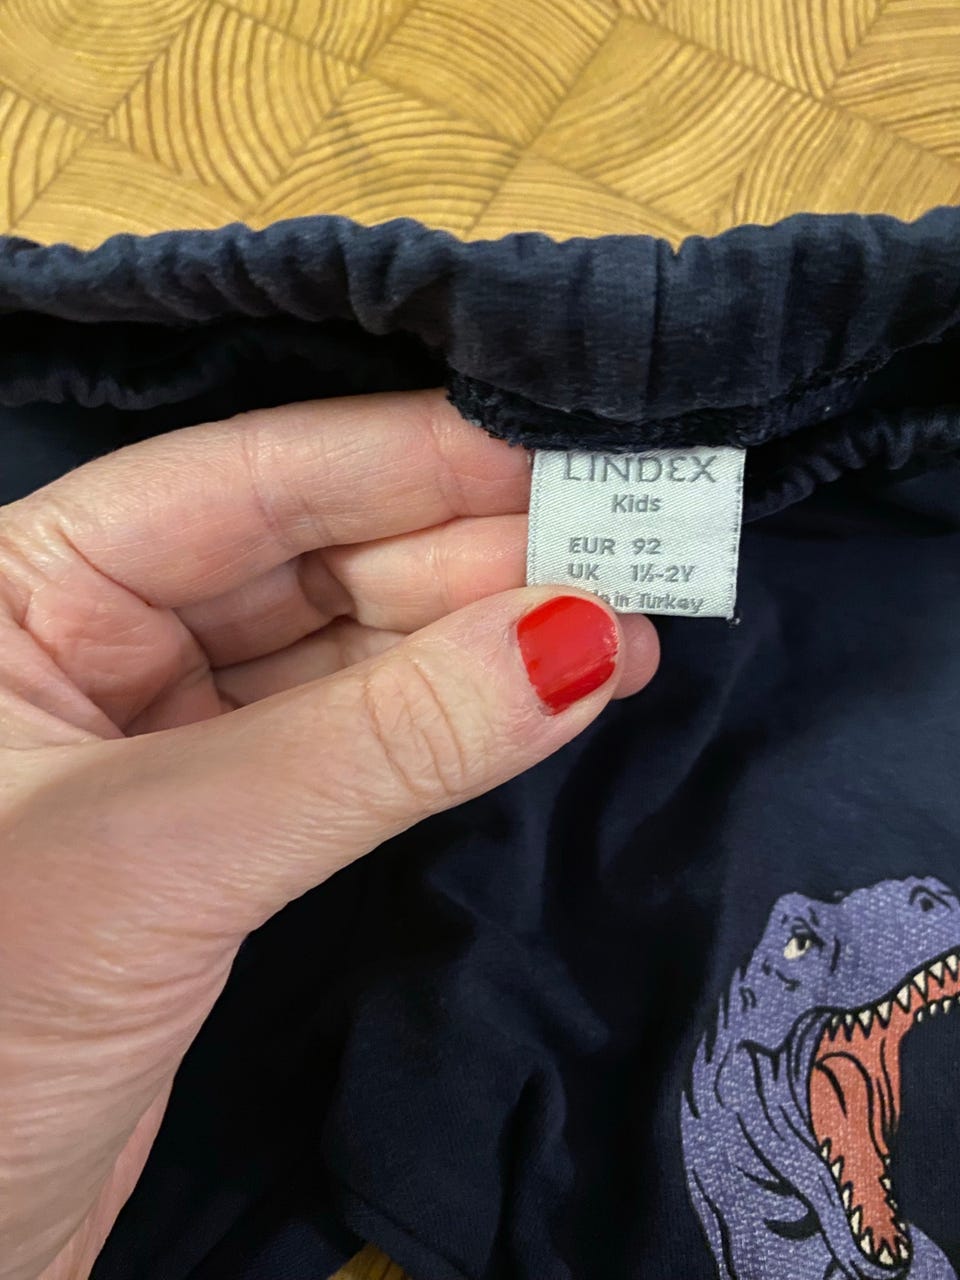 LINDEX
Kids
EUR 92
UK 1½-2Y
in Turkey